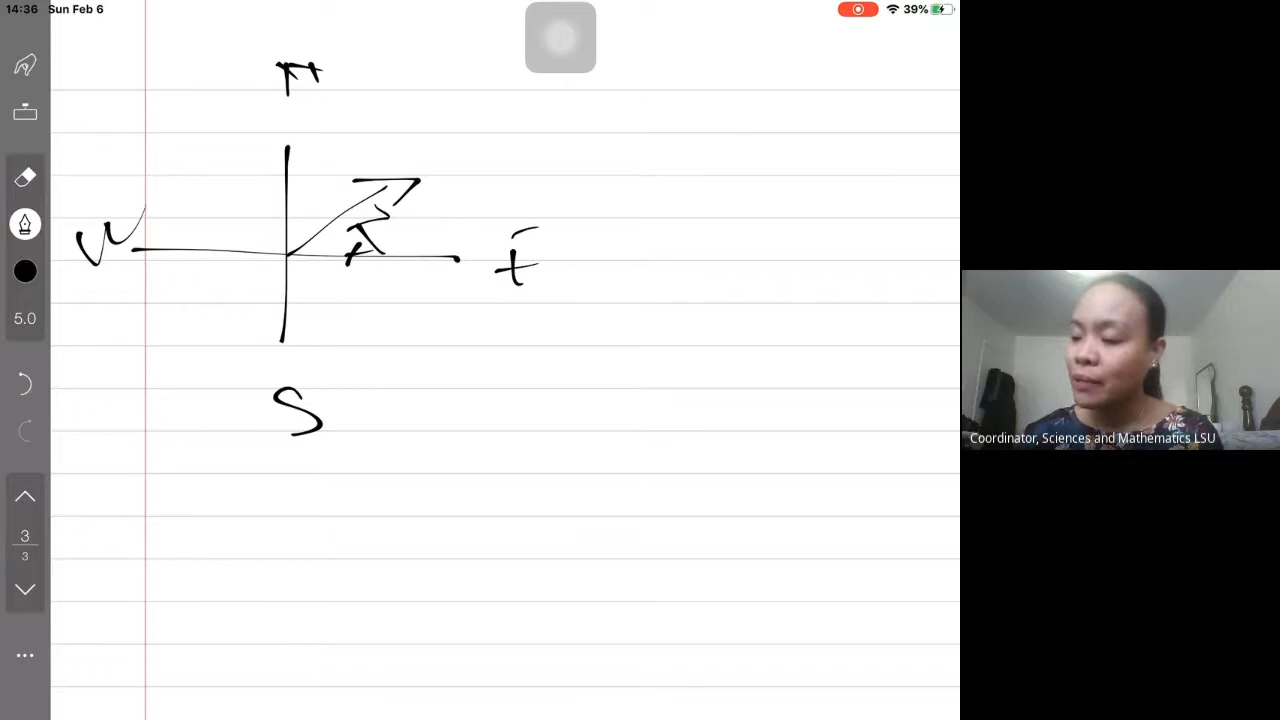 14:36 Sun Feb 6
39%
W
E
S
5.0
3
3
Coordinator, Sciences and Mathematics LSU